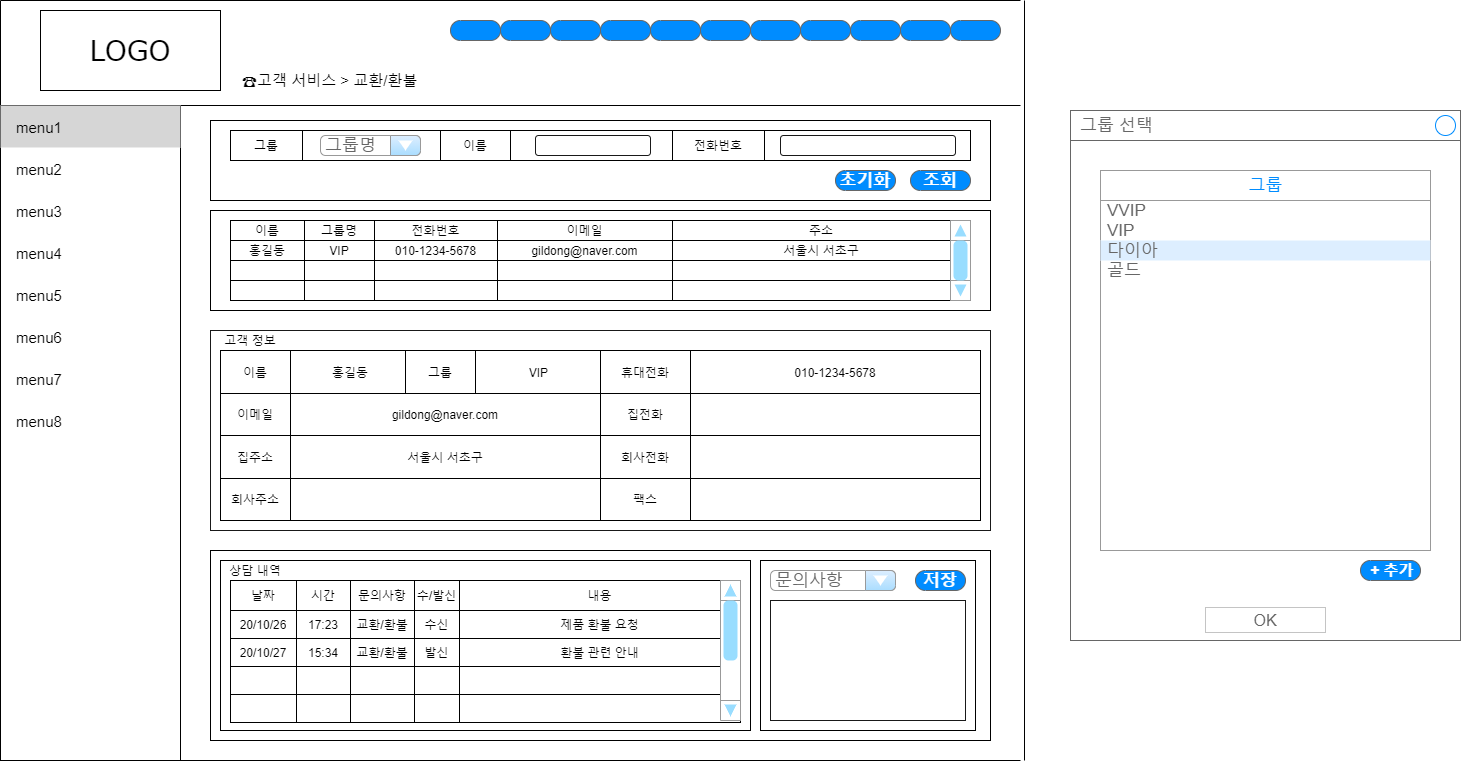 LOGO
☎고객 서비스 > 교환/환불
menu1
menu2
menu3
menu4
menu5
menu6
menu7
menu8
그룹 그룹명 이름 전화번호
초기화 조회
이름 그룹명 전화번호 이메일 주소
홍길동 VIP 010-1234-5678 gildong@naver.com 서울시 서초구
고객 정보
이름 홍길동 그룹 VIP 휴대전화 010-1234-5678
이메일 gildong@naver.com 집전화
집주소 서울시 서초구 회사전화
회사주소 팩스
상담 내역
날짜 시간 문의사항 수/발신 내용
20/10/26 17:23 교환/환불 수신 제품 환불 요청
20/10/27 15:34 교환/환불 발신 환불 관련 안내
문의사항 저장
그룹 선택
그룹
VVIP
VIP
다이아
골드
+ 추가
OK